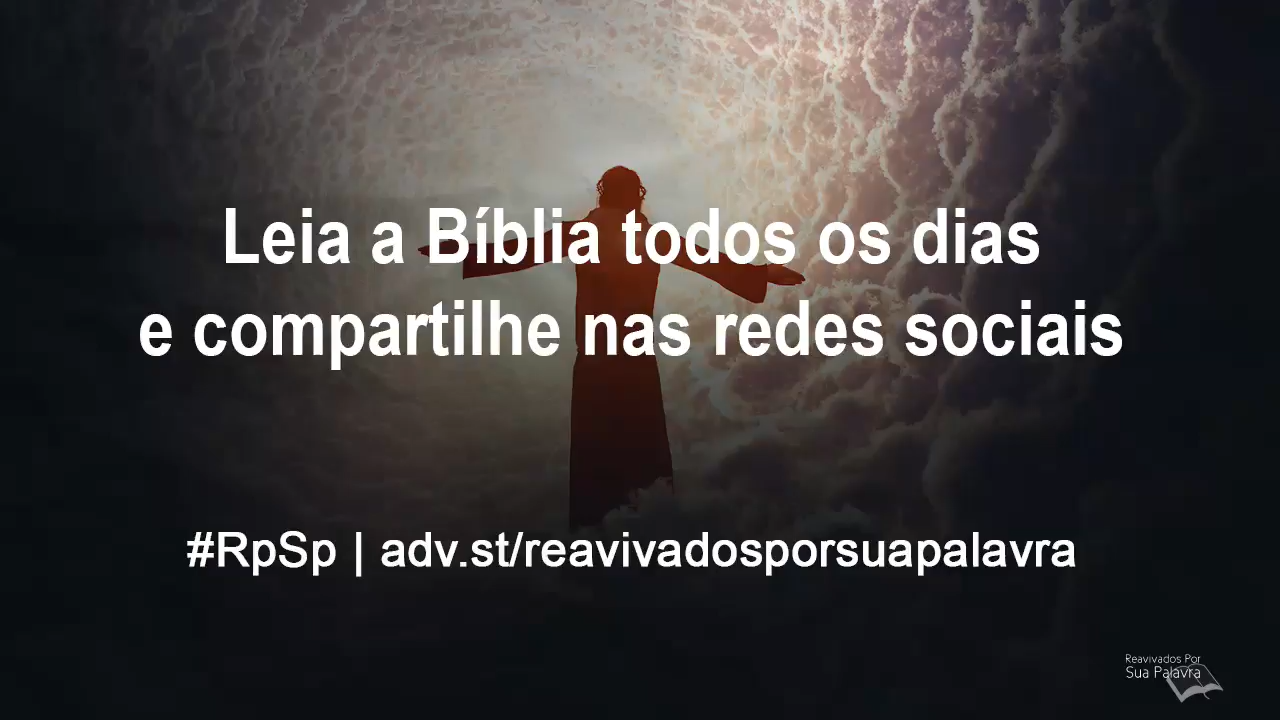 Leia a Bíblia todos os dias
e compartilhe nas redes sociais
#RpSp | adv.st/reavivadosporsuapalavra
Reavivados Por
Sua Palavra